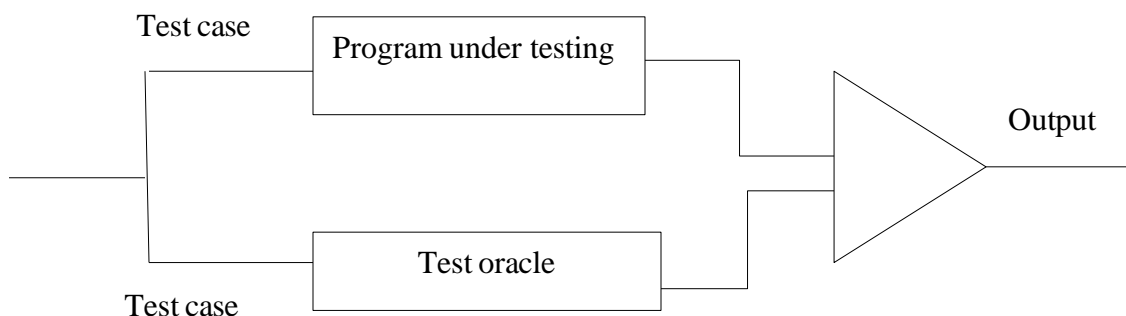 Test case
Program under testing
Output
Test oracle
Test case